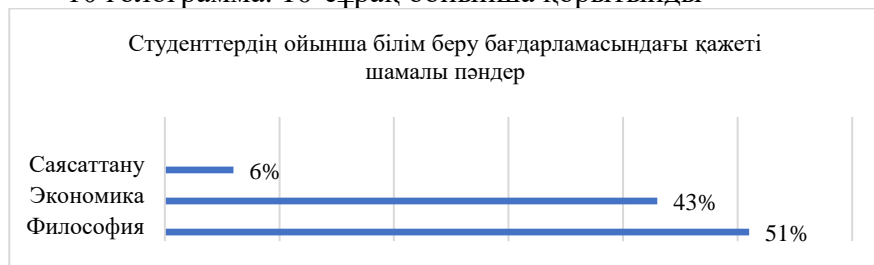 Студенттердің ойынша білім беру бағдарламасындағы қажеті
шамалы пәндер
Саясаттану 6%
Экономика 43%
Философия 51%